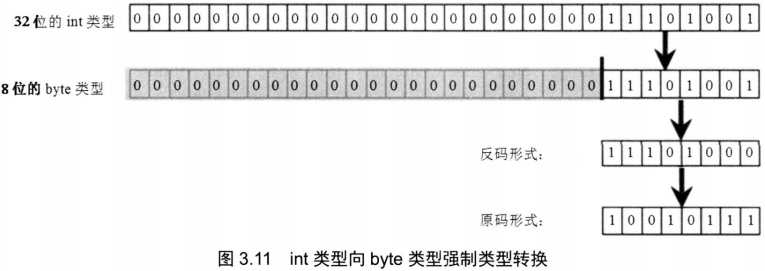 32位的 int 类型 0 0 0 0 0 0 0 0 0 0 0 0 0 0 0 0 0 0 0 0 0 0 0 0 1 1 1 0 1 0 0 1
8位的 byte 类型 0 0 0 0 0 0 0 0 0 0 0 0 0 0 0 0 0 0 0 0 0 0 0 0 1 1 1 0 1 0 0 1
反码形式: 1 1 1 0 1 0 0 0
原码形式: 1 0 0 1 0 1 1 1
图 3.11 int 类型向 byte 类型强制类型转换